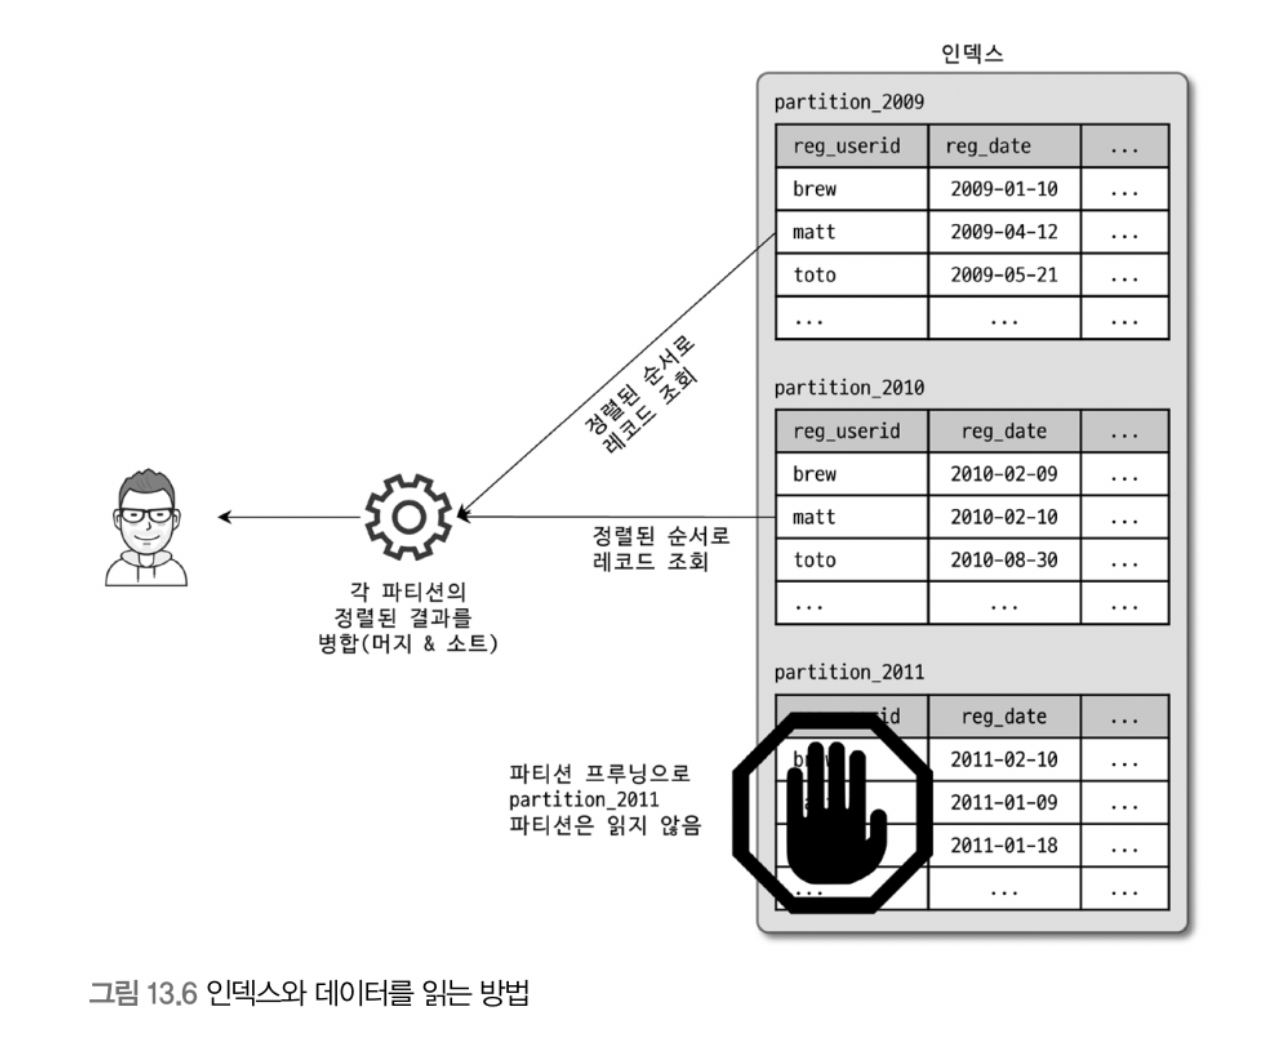 인덱스
partition_2009
reg_userid reg_date ...
brew 2009-01-10 ...
matt 2009-04-12 ...
toto 2009-05-21 ...
... ... ...
정렬된 순서로
레코드 조회
partition_2010
reg_userid reg_date ...
brew 2010-02-09 ...
matt 2010-02-10 ...
toto 2010-08-30 ...
... ... ...
정렬된 순서로
레코드 조회
각 파티션의
정렬된 결과를
병합(머지 & 소트)
partition_2011
reg_date ...
2011-02-10 ...
2011-01-09 ...
2011-01-18 ...
... ... ...
파티션 프루닝으로
partition_2011
파티션은 읽지 않음
그림 13.6 인덱스와 데이터를 읽는 방법